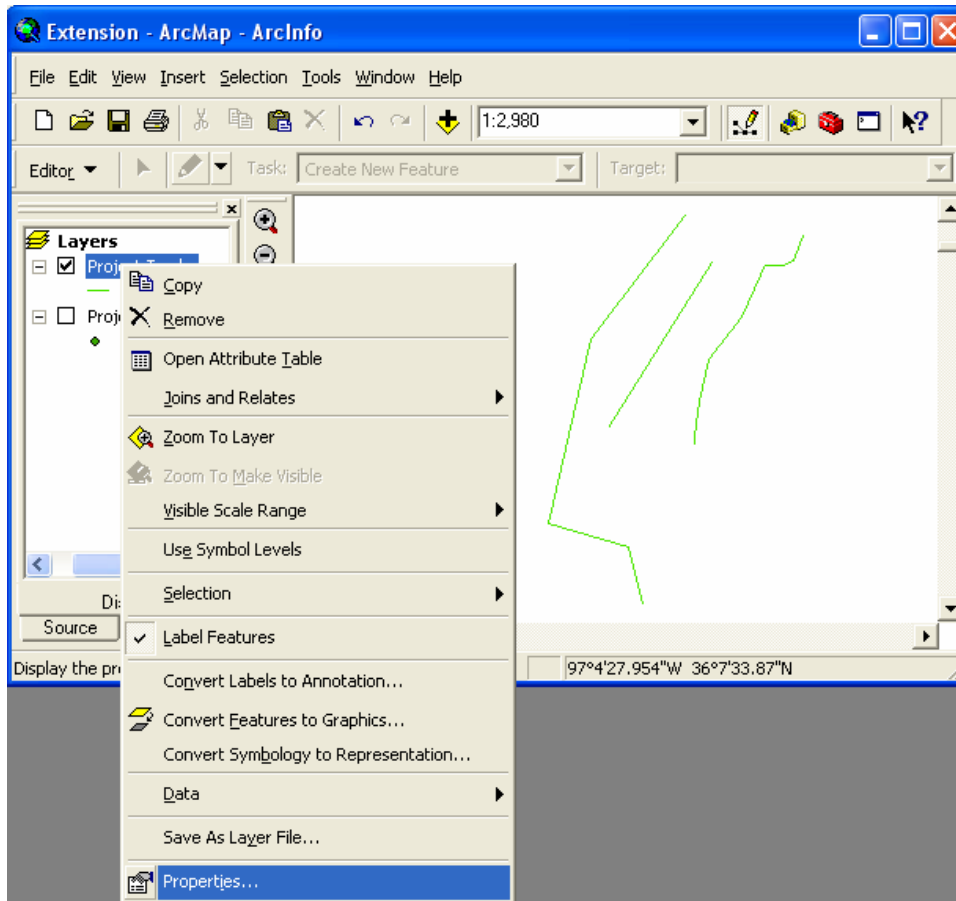 Extension - ArcMap - ArcInfo
File Edit View Insert Selection Tools Window Help
1:2,980
Editor Task: Create New Feature Target:
Layers
Proj
Proj
Copy
Remove
Open Attribute Table
Joins and Relates
Zoom To Layer
Zoom To Make Visible
Visible Scale Range
Use Symbol Levels
Selection
Label Features
Convert Labels to Annotation...
Convert Features to Graphics...
Convert Symbology to Representation...
Data
Save As Layer File...
Properties...
Source
Display the pr
97°4'27.954"W 36°7'33.87"N